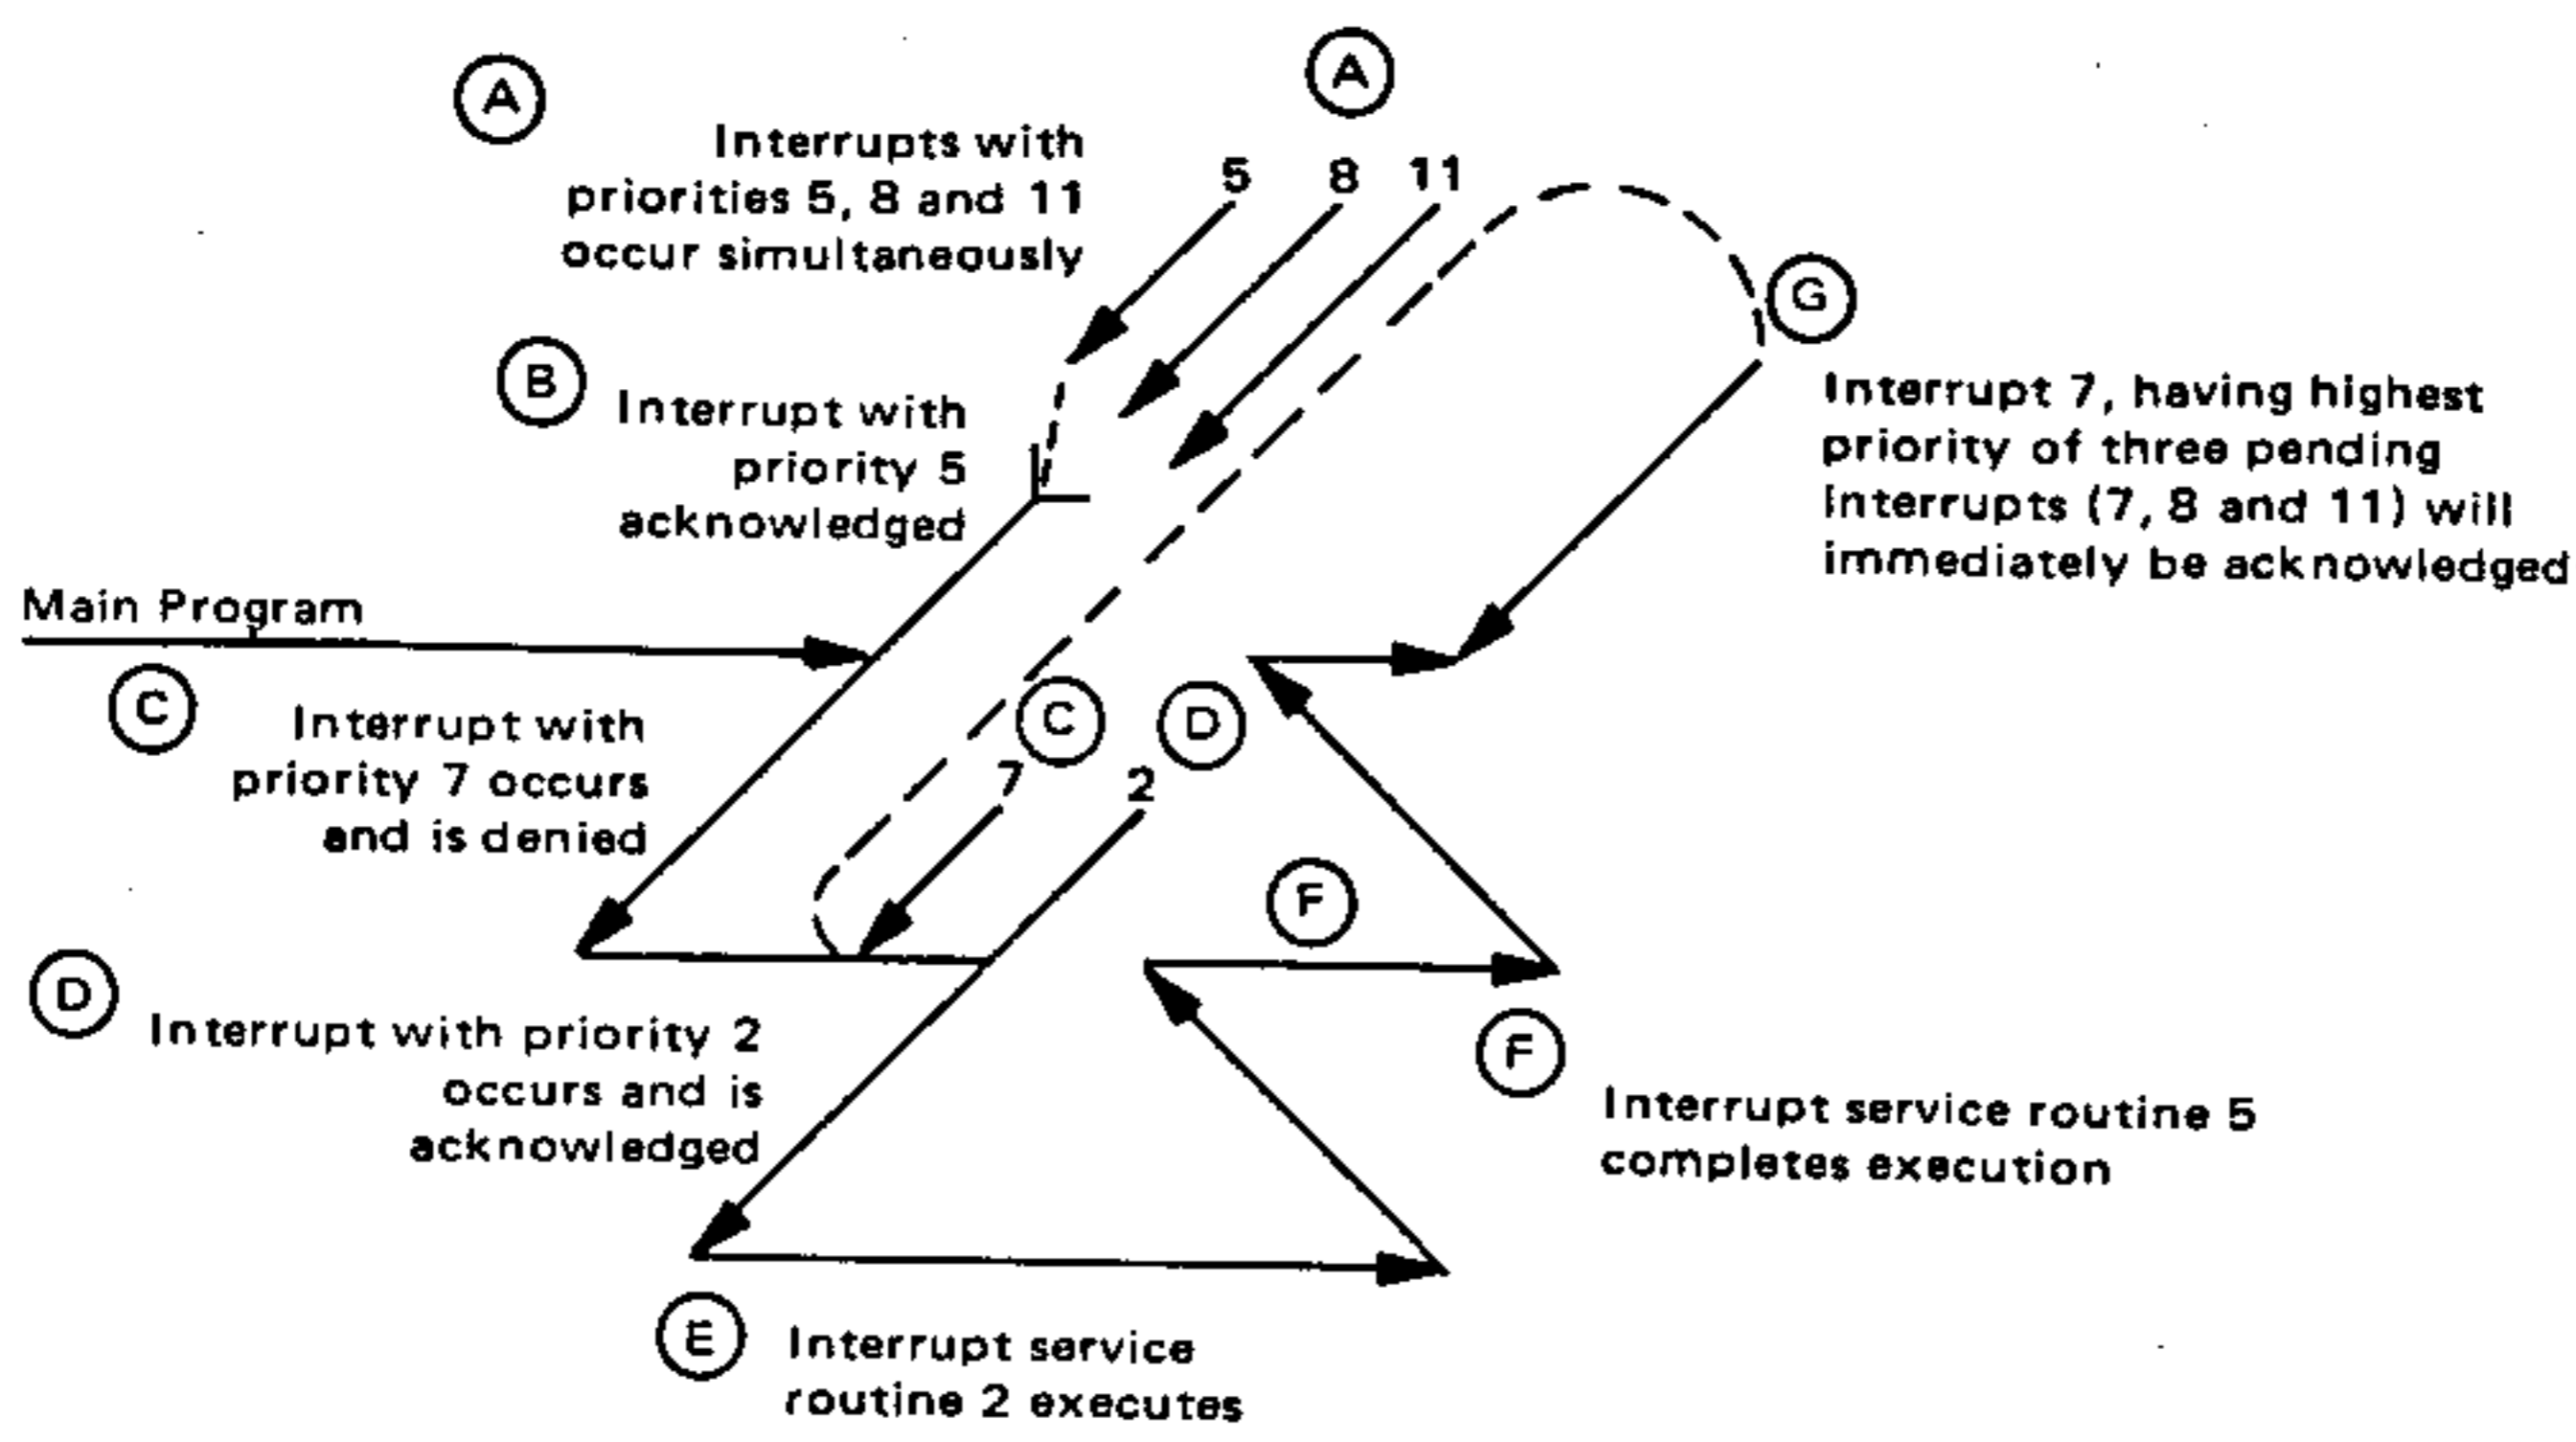 A
Interrupts with
priorities 5, 8 and 11
occur simultaneously
A
5 8 11
B
Interrupt with
priority 5
acknowledged
G
Interrupt 7, having highest
priority of three pending
interrupts (7, 8 and 11) will
immediately be acknowledged
Main Program
C
Interrupt with
priority 7 occurs
and is denied
C
D
7
2
D
Interrupt with priority 2
occurs and is
acknowledged
F
F
Interrupt service routine 5
completes execution
E
Interrupt service
routine 2 executes